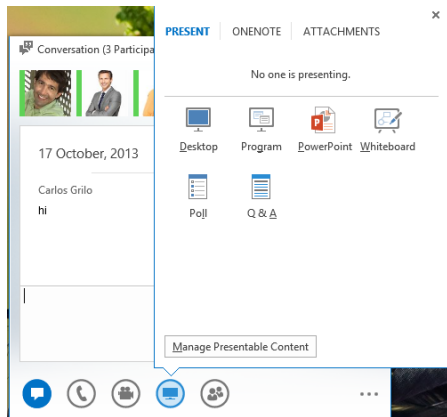 Conversation (3 Participa
17 October, 2013
Carlos Grilo
hi
PRESENT ONENOTE ATTACHMENTS
No one is presenting.
Desktop Program PowerPoint Whiteboard
Poll Q & A
Manage Presentable Content